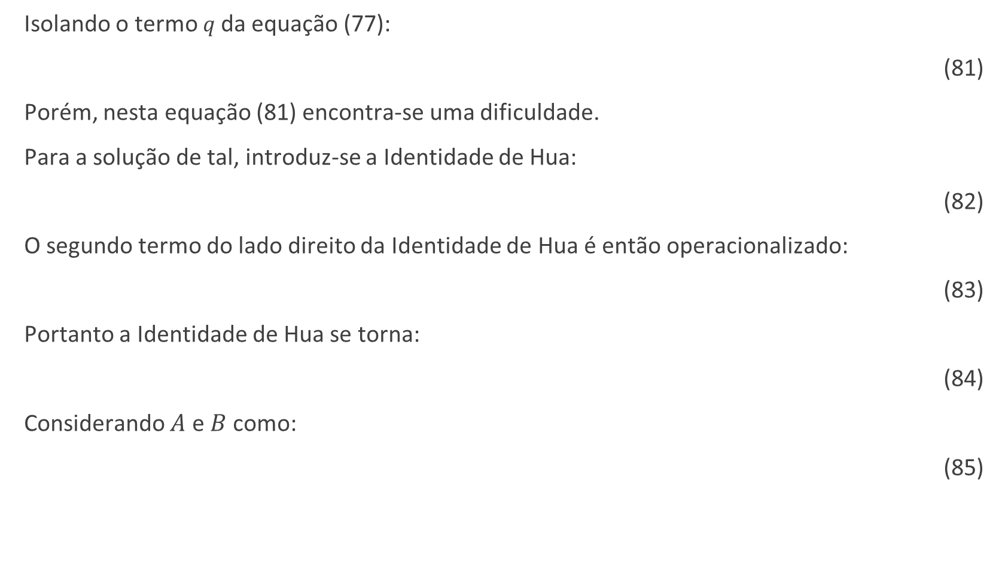 Isolando o termo q da equação (77):
(81)
Porém, nesta equação (81) encontra-se uma dificuldade.
Para a solução de tal, introduz-se a Identidade de Hua:
(82)
O segundo termo do lado direito da Identidade de Hua é então operacionalizado:
(83)
Portanto a Identidade de Hua se torna:
(84)
Considerando A e B como:
(85)